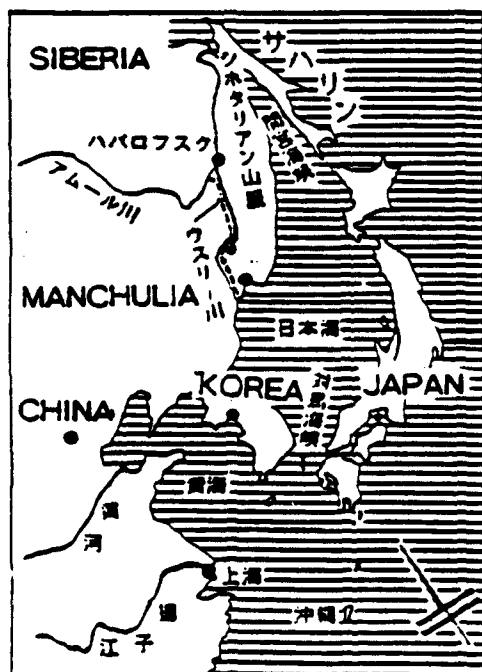 SIBERIA
サハリン
シホタリアン山脈
間宮海峡
ハバロフスク
アムール川
ウスリー川
MANCHULIA
日本海
KOREA
対馬海峡
JAPAN
CHINA
黄海
黄河
上海
揚子江
沖縄